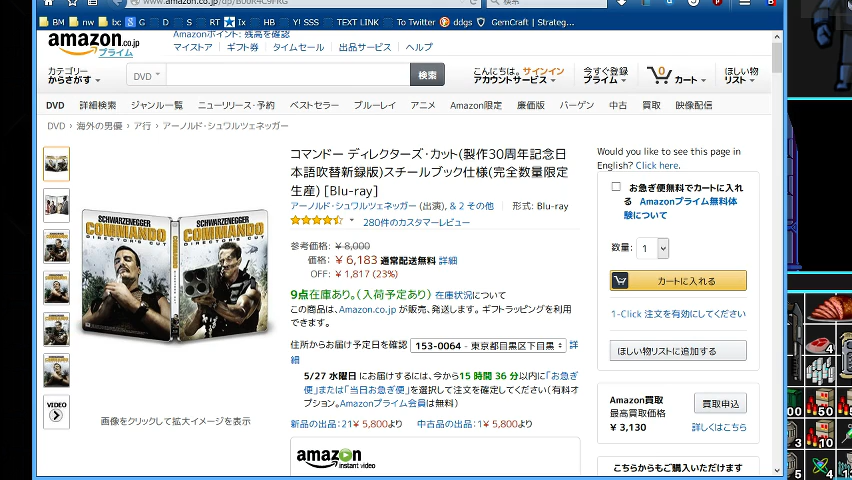 www.amazon.co.jp/dp/B00R4C9FRG
検索
BM nw bc G D S RT Ix HB Y! SSS TEXT LINK To Twitter ddgs GemCraft | Strateg…
amazon.co.jp
プライム
Amazonポイント: 残高を確認
マイストア ギフト券 タイムセール 出品サービス ヘルプ
カテゴリー
からさがす
DVD
検索
こんにちは。サインイン
アカウントサービス
今すぐ登録
プライム
0
カート
ほしい物
リスト
DVD 詳細検索 ジャンル一覧 ニューリリース・予約 ベストセラー ブルーレイ アニメ Amazon限定 廉価版 バーゲン 中古 買取 映像配信
DVD › 海外の男優 › ア行 › アーノルド・シュワルツェネッガー
SCHWARZENEGGER
COMMANDO
DIRECTOR'S CUT
COMMANDO
SCHWARZENEGGER
COMMANDO
DIRECTOR'S CUT
VIDEO
画像をクリックして拡大イメージを表示
コマンドー ディレクターズ・カット(製作30周年記念日
本語吹替新録版)スチールブック仕様(完全数量限定
生産) [Blu-ray]
アーノルド・シュワルツェネッガー (出演), & 2 その他 形式: Blu-ray
280件のカスタマーレビュー
参考価格: ￥ 8,000
価格: ￥ 6,183 通常配送無料 詳細
OFF: ￥ 1,817 (23%)
9点在庫あり。(入荷予定あり) 在庫状況について
この商品は、Amazon.co.jp が販売、発送します。 ギフトラッピングを利用
できます。
住所からお届け予定日を確認 153-0064 - 東京都目黒区下目黒 詳
細
5/27 水曜日 にお届けするには、今から15 時間 36 分以内に「お急ぎ
便」または「当日お急ぎ便」を選択して注文を確定してください (有料オ
プション。Amazonプライム会員は無料)
新品の出品：21￥ 5,800より 中古品の出品：1￥ 5,800より
amazon
instant video
Would you like to see this page in
English? Click here.
お急ぎ便無料でカートに入れ
る Amazonプライム無料体
験について
数量: 1
カートに入れる
1-Click 注文を有効にしてください
ほしい物リストに追加する
Amazon買取
最高買取価格
￥ 3,130
買取申込
詳しくはこちら
こちらからもご購入いただけます
4
00
50
10
3
5
4